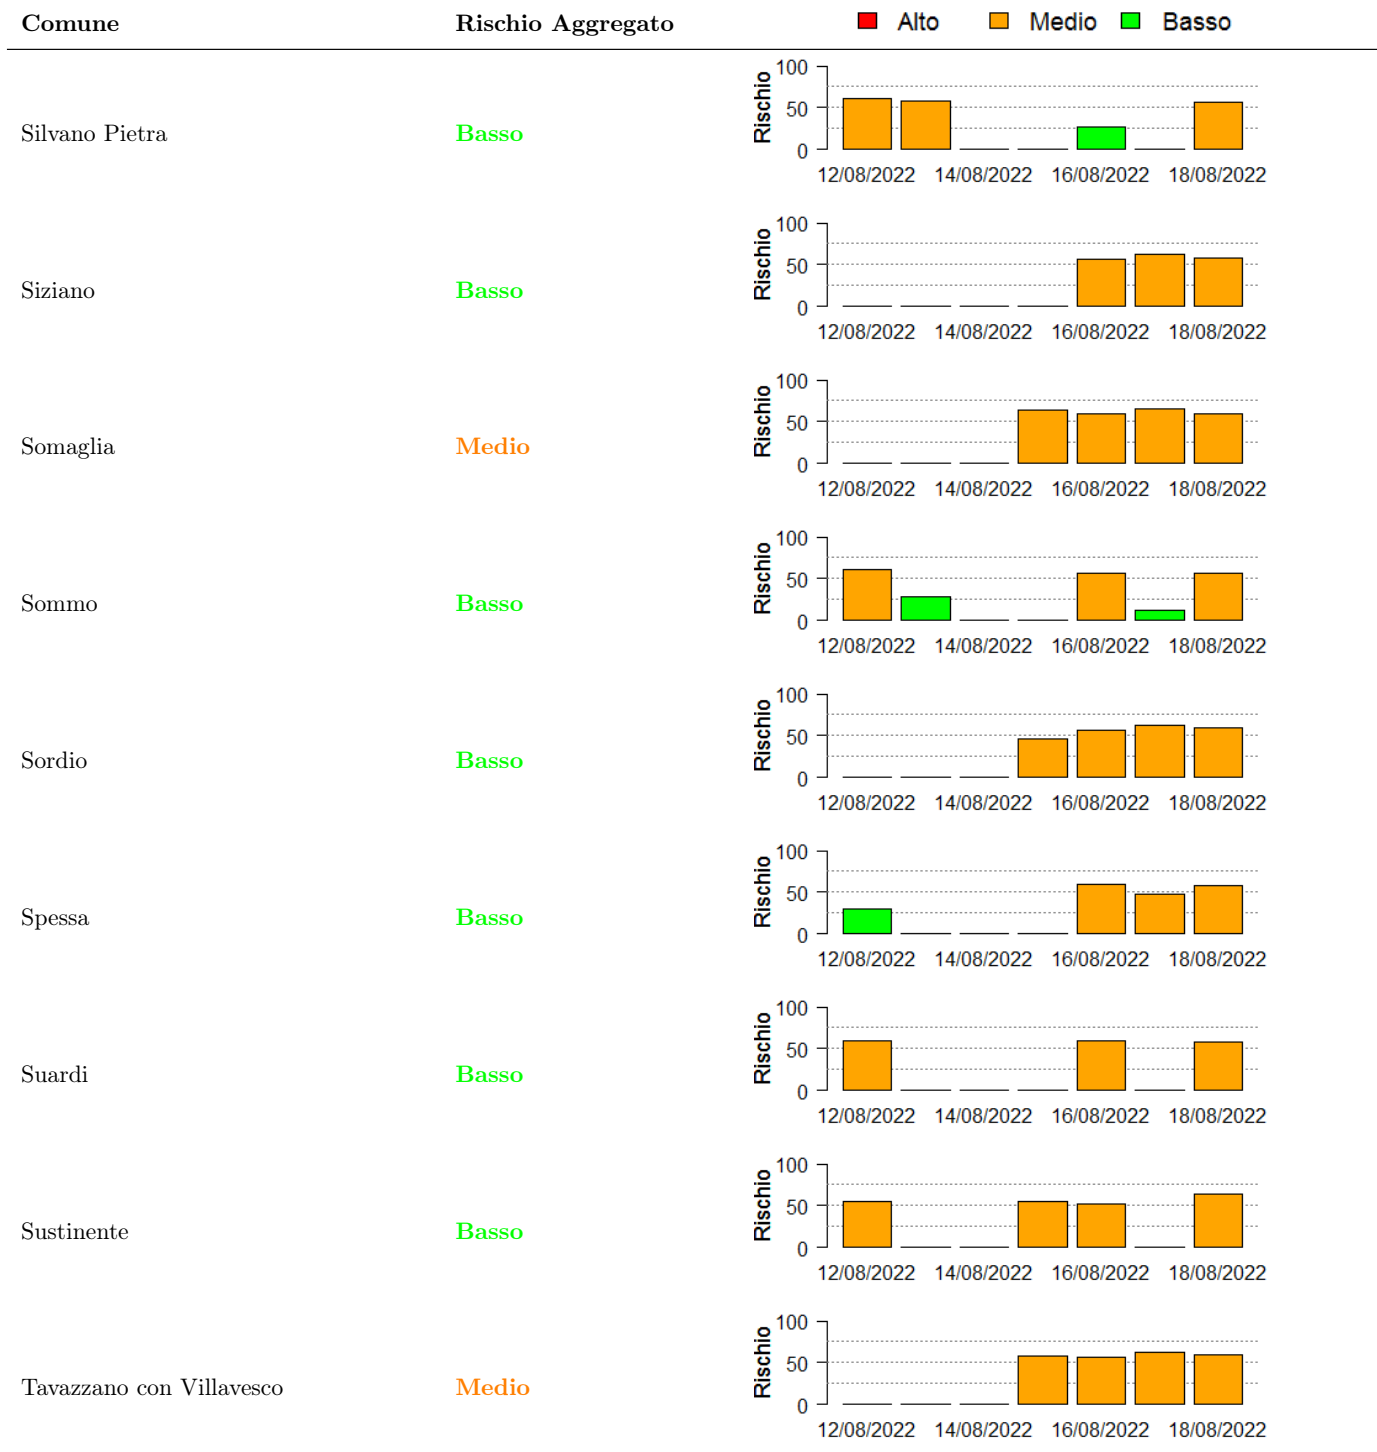 Comune Rischio Aggregato Alto Medio Basso
Silvano Pietra Basso
Rischio
100
50
0
12/08/2022 14/08/2022 16/08/2022 18/08/2022
Siziano Basso
Rischio
100
50
0
12/08/2022 14/08/2022 16/08/2022 18/08/2022
Somaglia Medio
Rischio
100
50
0
12/08/2022 14/08/2022 16/08/2022 18/08/2022
Sommo Basso
Rischio
100
50
0
12/08/2022 14/08/2022 16/08/2022 18/08/2022
Sordio Basso
Rischio
100
50
0
12/08/2022 14/08/2022 16/08/2022 18/08/2022
Spessa Basso
Rischio
100
50
0
12/08/2022 14/08/2022 16/08/2022 18/08/2022
Suardi Basso
Rischio
100
50
0
12/08/2022 14/08/2022 16/08/2022 18/08/2022
Sustinente Basso
Rischio
100
50
0
12/08/2022 14/08/2022 16/08/2022 18/08/2022
Tavazzano con Villavesco Medio
Rischio
100
50
0
12/08/2022 14/08/2022 16/08/2022 18/08/2022